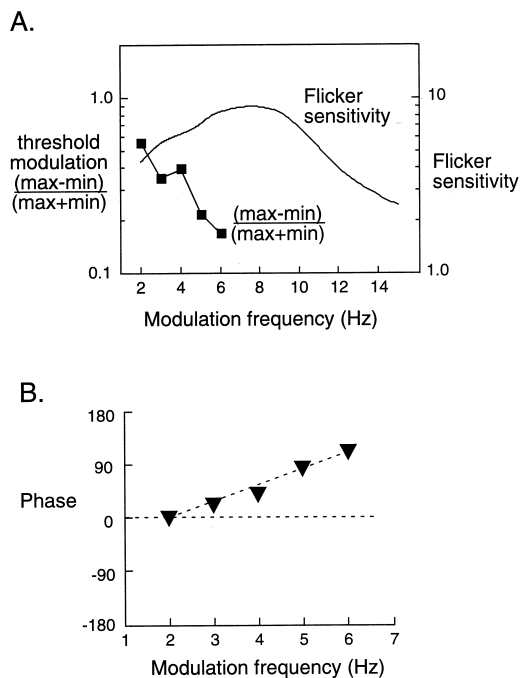 A.
1.0
0.1
threshold
modulation
(max-min)
(max+min)
Flicker
sensitivity
(max-min)
(max+min)
10
1.0
Flicker
sensitivity
2 4 6 8 10 12 14
Modulation frequency (Hz)
B.
180
90
0
-90
-180
Phase
1 2 3 4 5 6 7
Modulation frequency (Hz)